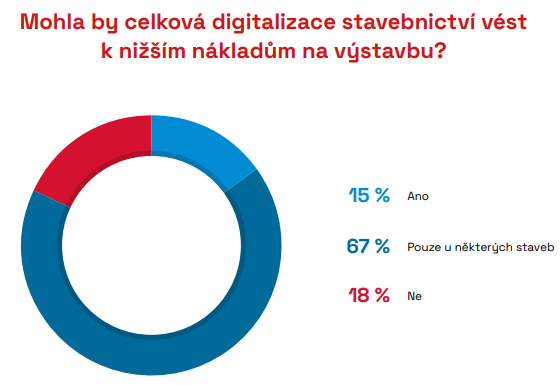 Mohla by celková digitalizace stavebnictví vést
k nižším nákladům na výstavbu?
15 % Ano
67 % Pouze u některých staveb
18 % Ne